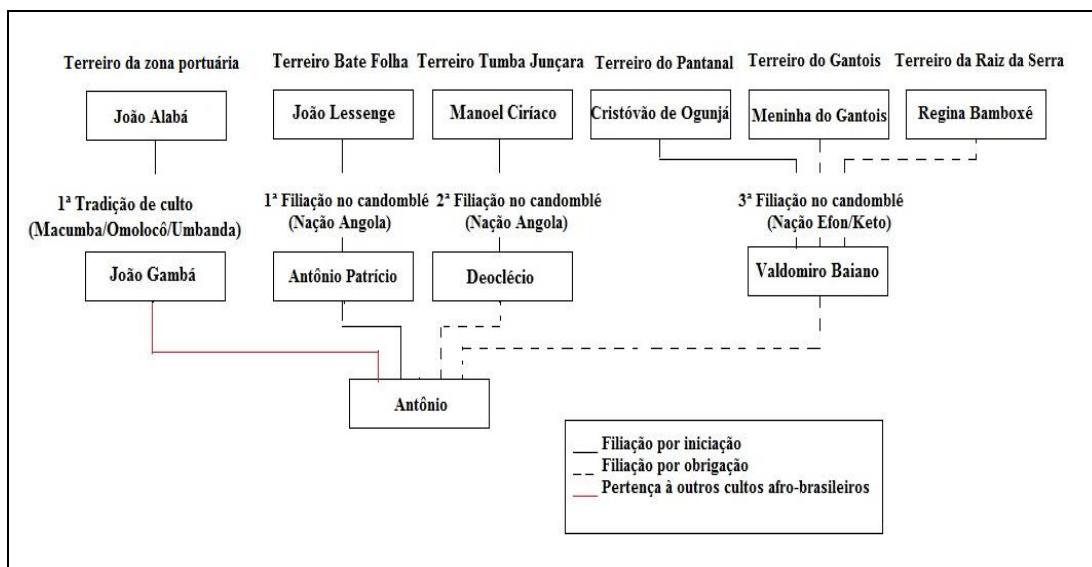 Terreiro da zona portuária
Terreiro Bate Folha
Terreiro Tumba Junçara
Terreiro do Pantanal
Terreiro do Gantois
Terreiro da Raiz da Serra
João Alabá
João Lessenge
Manoel Ciríaco
Cristóvão de Ogunjá
Meninha do Gantois
Regina Bamboxé
1ª Tradição de culto
(Macumba/Omolocô/Umbanda)
1ª Filiação no candomblé
(Nação Angola)
2ª Filiação no candomblé
(Nação Angola)
3ª Filiação no candomblé
(Nação Efon/Keto)
João Gambá
Antônio Patrício
Deoclécio
Valdomiro Baiano
Antônio
Filiação por iniciação
Filiação por obrigação
Pertença à outros cultos afro-brasileiros